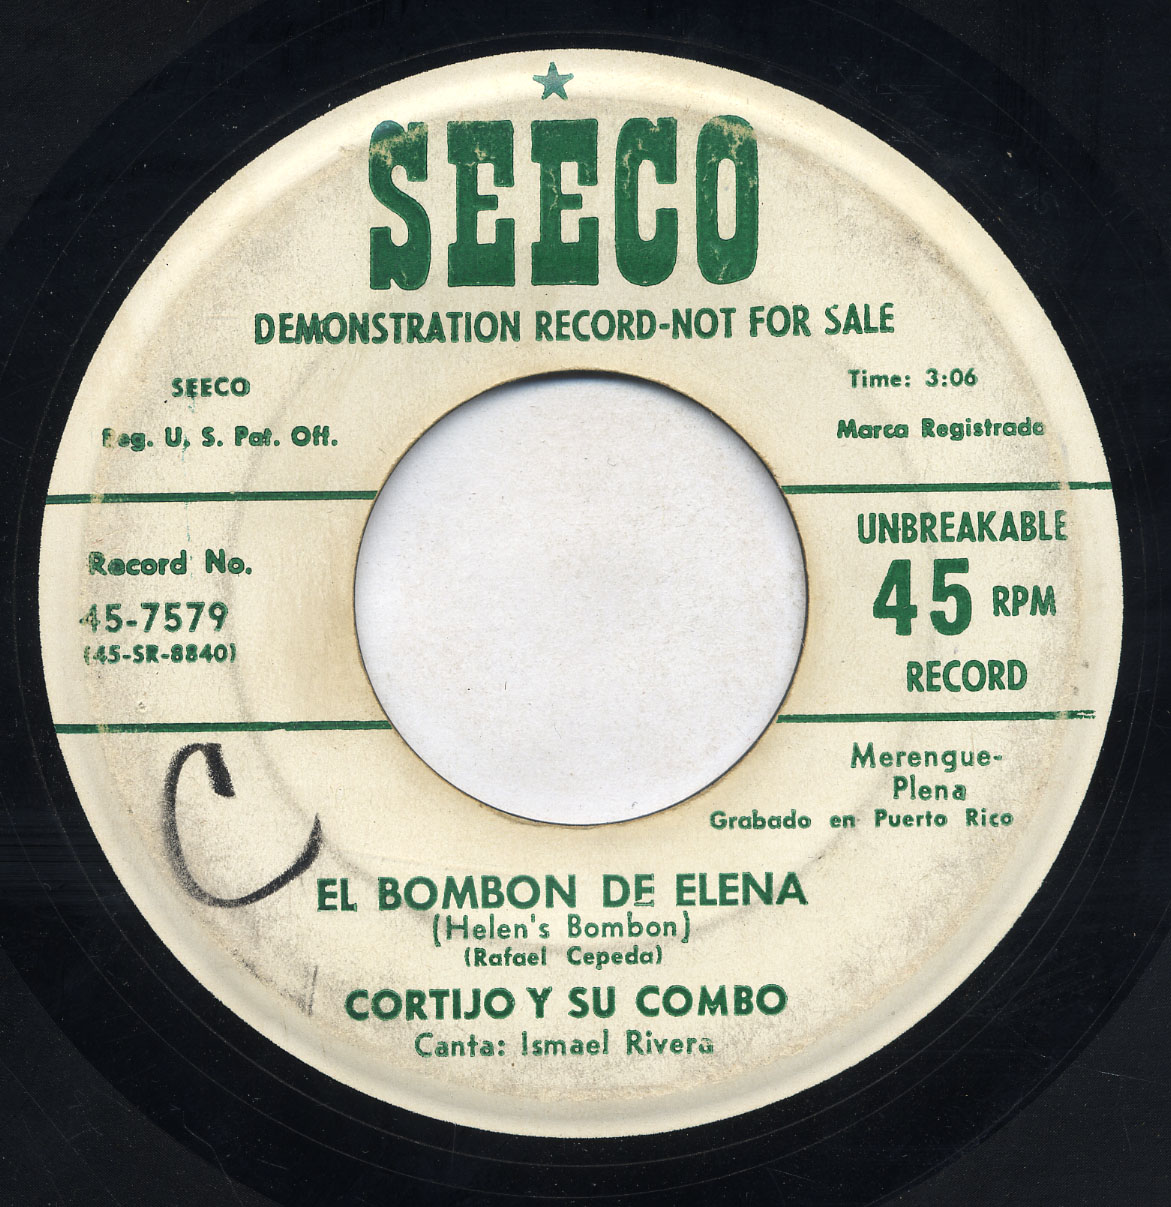 SEECO
DEMONSTRATION RECORD-NOT FOR SALE
SEECO
Reg. U. S. Pat. Off.
Time: 3:06
Marca Registrada
Record No.
45-7579
(45-SR-8840)
UNBREAKABLE
45 RPM
RECORD
Merengue-
Plena
Grabado en Puerto Rico
C
EL BOMBON DE ELENA
(Helen's Bombon)
(Rafael Cepeda)
CORTIJO Y SU COMBO
Canta: Ismael Rivera